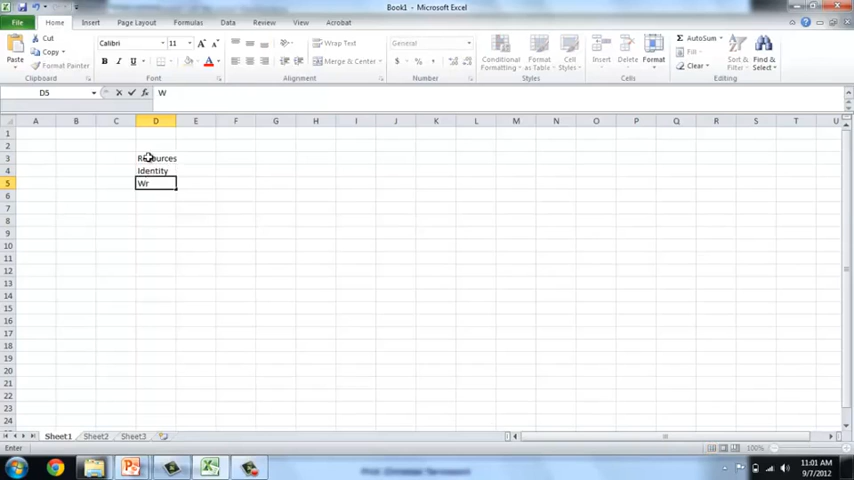 Book1 - Microsoft Excel
File Home Insert Page Layout Formulas Data Review View Acrobat
Cut Calibri 11 Wrap Text General AutoSum
Copy Fill
Paste Format Painter Merge & Center Conditional Formatting Format as Table Cell Styles Insert Delete Format Clear Sort & Filter Find & Select
Clipboard Font Alignment Number Styles Cells Editing
D5 W
A B C D E F G H I J K L M N O P Q R S T U
1
2
3 Resources
4 Identity
5 Wr
6
7
8
9
10
11
12
13
14
15
16
17
18
19
20
21
22
23
24
Sheet1 Sheet2 Sheet3
Enter 100%
11:01 AM
9/7/2012